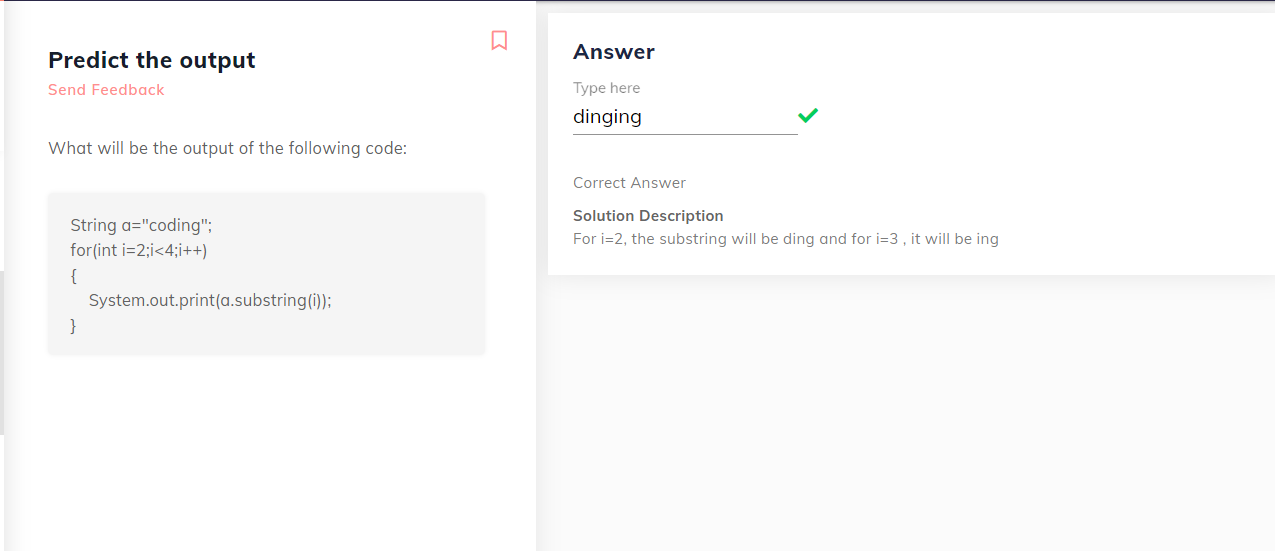 Predict the output
Send Feedback
What will be the output of the following code:
String a="coding";
for(int i=2;i<4;i++)
{
System.out.print(a.substring(i));
}
Answer
Type here
dinging
Correct Answer
Solution Description
For i=2, the substring will be ding and for i=3 , it will be ing